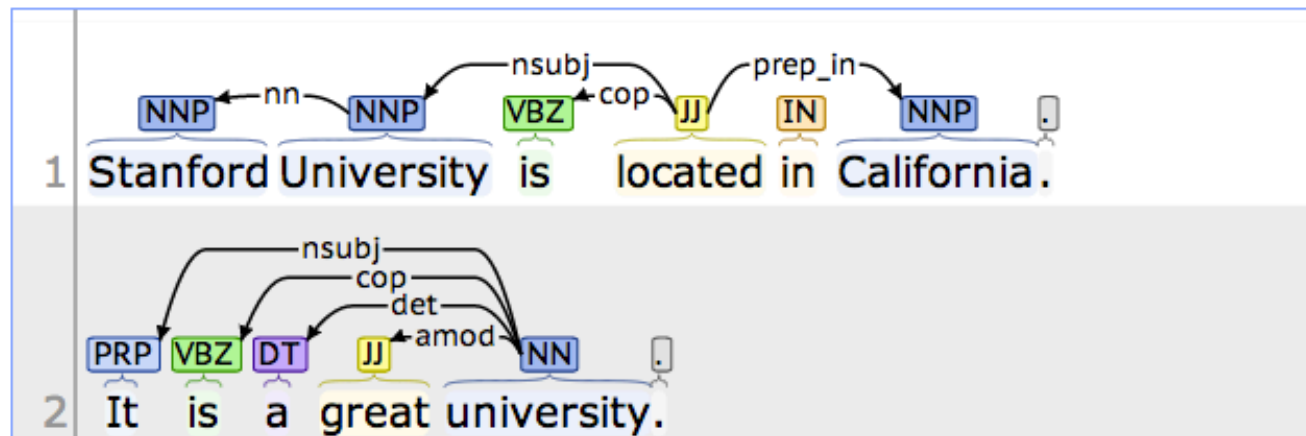 nsubj prep_in
nn cop
NNP NNP VBZ JJ IN NNP .
1 Stanford University is located in California.
nsubj
cop
det
amod
PRP VBZ DT JJ NN .
2 It is a great university.